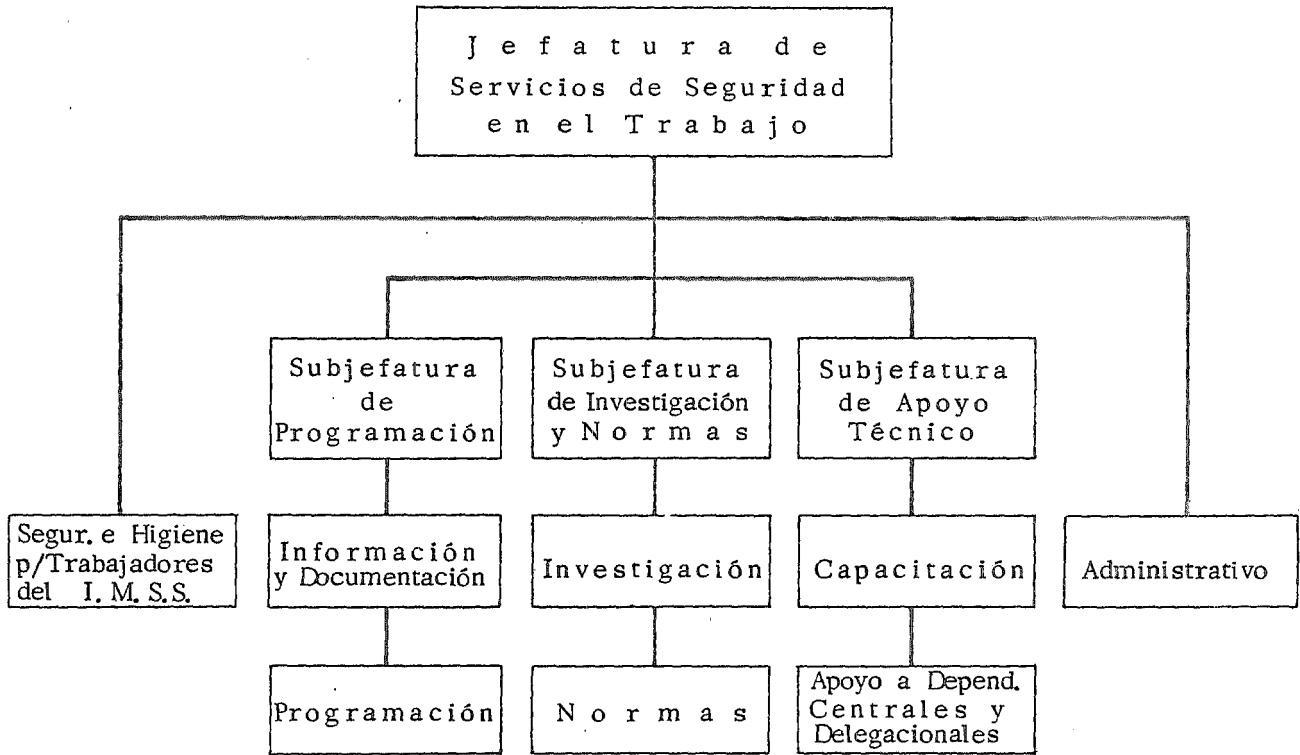 Jefatura de
Servicios de Seguridad
en el Trabajo
Subjefatura
de
Programación
Subjefatura
de Investigación
y Normas
Subjefatura
de Apoyo
Técnico
Segur. e Higiene
p/Trabajadores
del I. M. S.S.
Información
y Documentación
Investigación
Capacitación
Administrativo
Programación
Normas
Apoyo a Depend.
Centrales y
Delegacionales